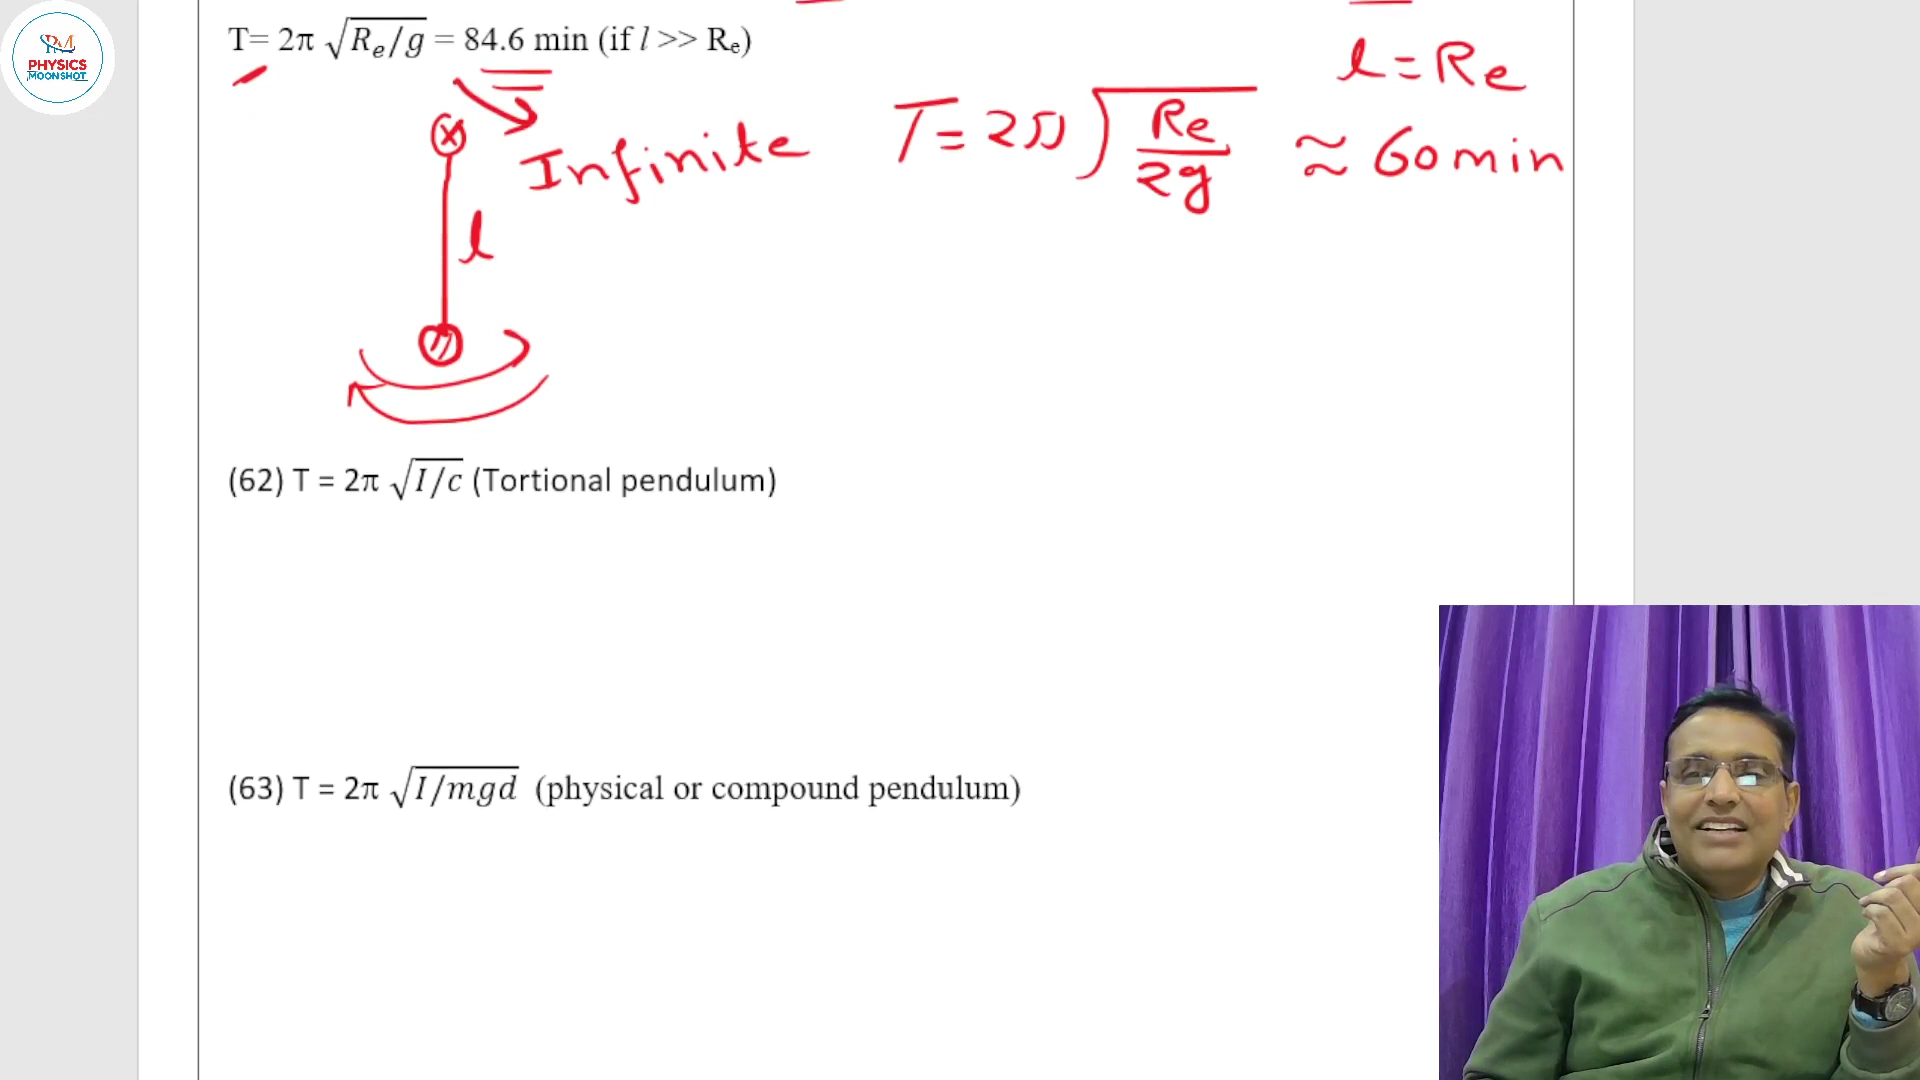 PM
PHYSICS
MOONSHOT
T= 2π √Re/g = 84.6 min (if l >> Re)
l = Re
Infinite
T = 2π √Re/2g ≈ 60 min
l
(62) T = 2π √I/c (Tortional pendulum)
(63) T = 2π √I/mgd (physical or compound pendulum)